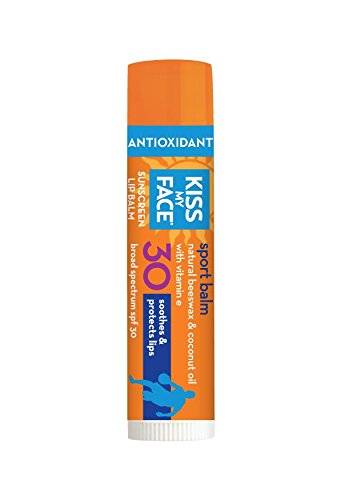 ANTIOXIDANT
KISS
MY
FACE®
SUNSCREEN
LIP BALM
sport balm
natural beeswax & coconut oil
with vitamin e
30
soothes &
protects lips
broad spectrum spf 30